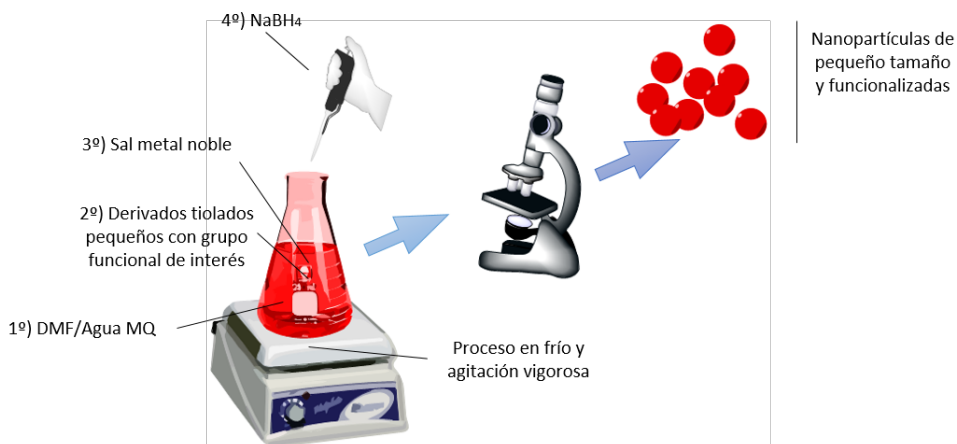 4º) NaBH₄
3º) Sal metal noble
2º) Derivados tiolados
pequeños con grupo
funcional de interés
1º) DMF/Agua MQ
Proceso en frío y
agitación vigorosa
Nanopartículas de
pequeño tamaño
y funcionalizadas